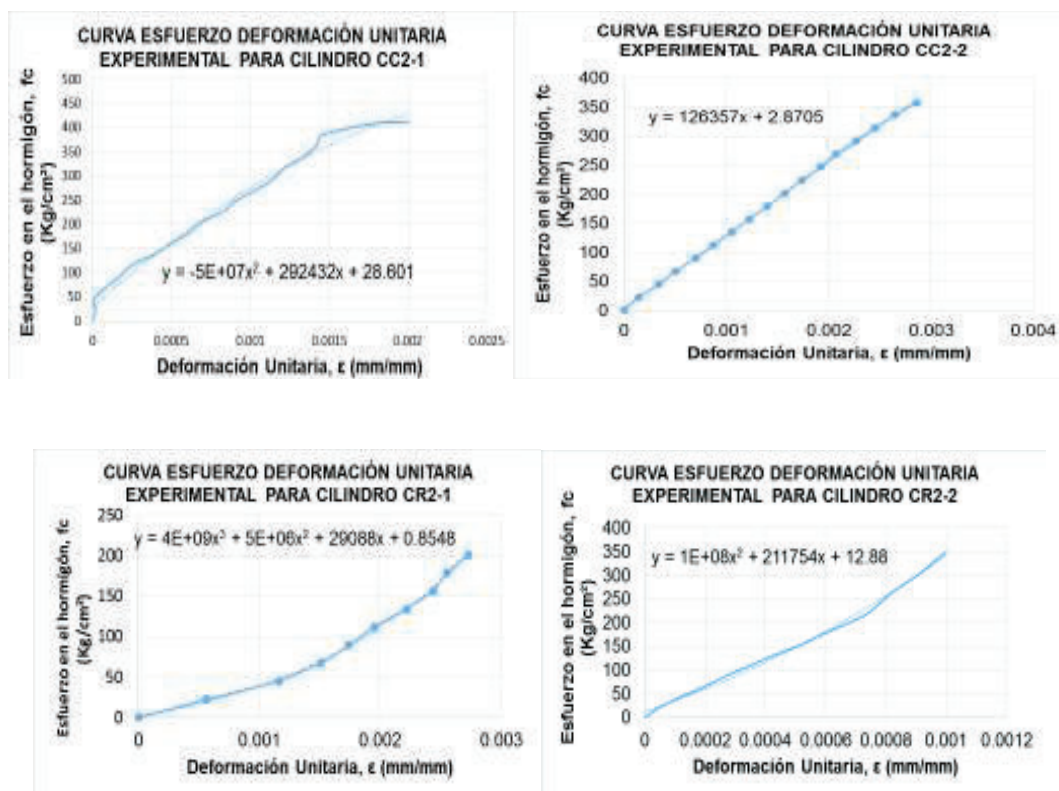 CURVA ESFUERZO DEFORMACIÓN UNITARIA
EXPERIMENTAL PARA CILINDRO CC2-1
Esfuerzo en el hormigón, fc
(Kg/cm²)
500
450
400
350
300
250
200
150
100
50
0
y = -5E+07x² + 292432x + 28.601
0 0.0005 0.001 0.0015 0.002 0.0025
Deformación Unitaria, ε (mm/mm)
CURVA ESFUERZO DEFORMACIÓN UNITARIA
EXPERIMENTAL PARA CILINDRO CC2-2
Esfuerzo en el hormigón, fc
(Kg/cm²)
400
350
300
250
200
150
100
50
0
y = 126357x + 2.8705
0 0.001 0.002 0.003 0.004
Deformación Unitaria, ε (mm/mm)
CURVA ESFUERZO DEFORMACIÓN UNITARIA
EXPERIMENTAL PARA CILINDRO CR2-1
Esfuerzo en el hormigón, fc
(Kg/cm²)
250
200
150
100
50
0
y = 4E+09x³ + 5E+06x² + 29088x + 0.8548
0 0.001 0.002 0.003
Deformación Unitaria, ε (mm/mm)
CURVA ESFUERZO DEFORMACIÓN UNITARIA
EXPERIMENTAL PARA CILINDRO CR2-2
Esfuerzo en el hormigón, fc
(Kg/cm²)
400
350
300
250
200
150
100
50
0
y = 1E+08x² + 211754x + 12.88
0 0.0002 0.0004 0.0006 0.0008 0.001 0.0012
Deformación Unitaria, ε (mm/mm)